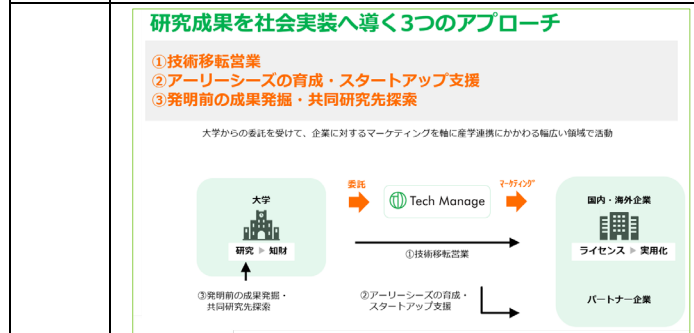 研究成果を社会実装へ導く3つのアプローチ
①技術移転営業
②アーリーシーズの育成・スタートアップ支援
③発明前の成果発掘・共同研究先探索
大学からの委託を受けて、企業に対するマーケティングを軸に産学連携にかかわる幅広い領域で活動
大学
研究 ▶ 知財
委託
Tech Manage
マーケティング
国内・海外企業
ライセンス ▶ 実用化
①技術移転営業
③発明前の成果発掘・
共同研究先探索
②アーリーシーズの育成・
スタートアップ支援
パートナー企業